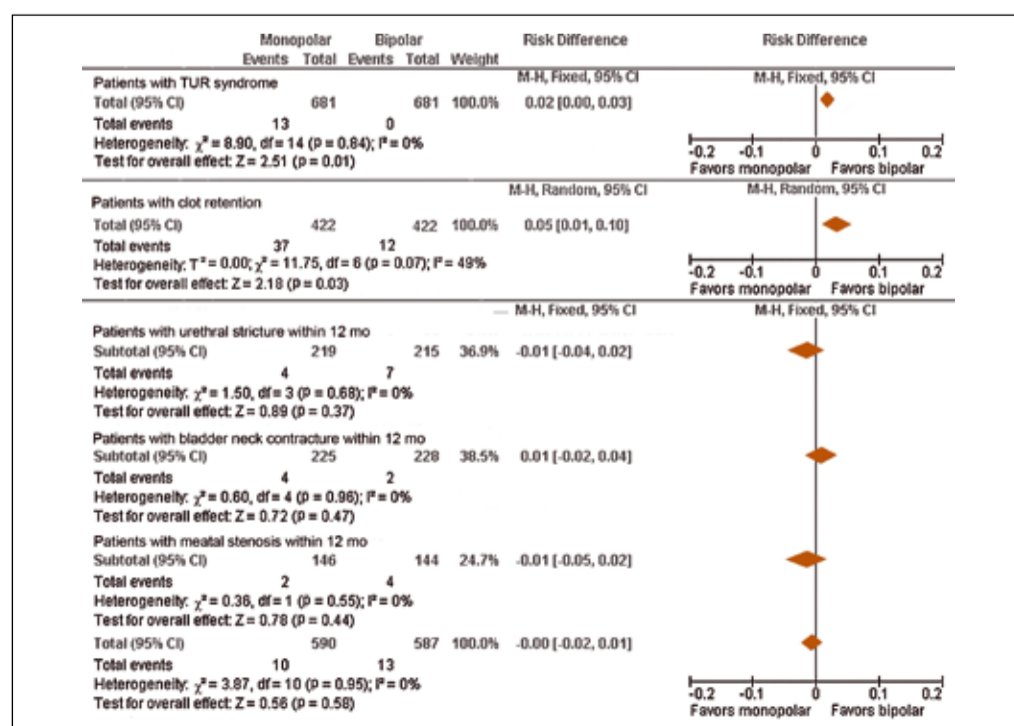 Monopolar Bipolar Risk Difference Risk Difference
Events Total Events Total Weight
Patients with TUR syndrome M-H, Fixed, 95% CI M-H, Fixed, 95% CI
Total (95% CI) 681 681 100.0% 0.02 [0.00, 0.03]
Total events 13 0
Heterogeneity: χ² = 8.90, df = 14 (p = 0.84); I² = 0%
Test for overall effect: Z = 2.51 (p = 0.01)
-0.2 -0.1 0 0.1 0.2
Favors monopolar Favors bipolar
M-H, Random, 95% CI M-H, Random, 95% CI
Patients with clot retention
Total (95% CI) 422 422 100.0% 0.05 [0.01, 0.10]
Total events 37 12
Heterogeneity: T² = 0.00; χ² = 11.75, df = 6 (p = 0.07); I² = 49%
Test for overall effect: Z = 2.18 (p = 0.03)
-0.2 -0.1 0 0.1 0.2
Favors monopolar Favors bipolar
M-H, Fixed, 95% CI M-H, Fixed, 95% CI
Patients with urethral stricture within 12 mo
Subtotal (95% CI) 219 215 36.9% -0.01 [-0.04, 0.02]
Total events 4 7
Heterogeneity: χ² = 1.50, df = 3 (p = 0.68); I² = 0%
Test for overall effect: Z = 0.89 (p = 0.37)
Patients with bladder neck contracture within 12 mo
Subtotal (95% CI) 225 228 38.5% 0.01 [-0.02, 0.04]
Total events 4 2
Heterogeneity: χ² = 0.60, df = 4 (p = 0.96); I² = 0%
Test for overall effect: Z = 0.72 (p = 0.47)
Patients with meatal stenosis within 12 mo
Subtotal (95% CI) 146 144 24.7% -0.01 [-0.05, 0.02]
Total events 2 4
Heterogeneity: χ² = 0.36, df = 1 (p = 0.55); I² = 0%
Test for overall effect: Z = 0.78 (p = 0.44)
Total (95% CI) 590 587 100.0% -0.00 [-0.02, 0.01]
Total events 10 13
Heterogeneity: χ² = 3.87, df = 10 (p = 0.95); I² = 0%
Test for overall effect: Z = 0.56 (p = 0.58)
-0.2 -0.1 0 0.1 0.2
Favors monopolar Favors bipolar